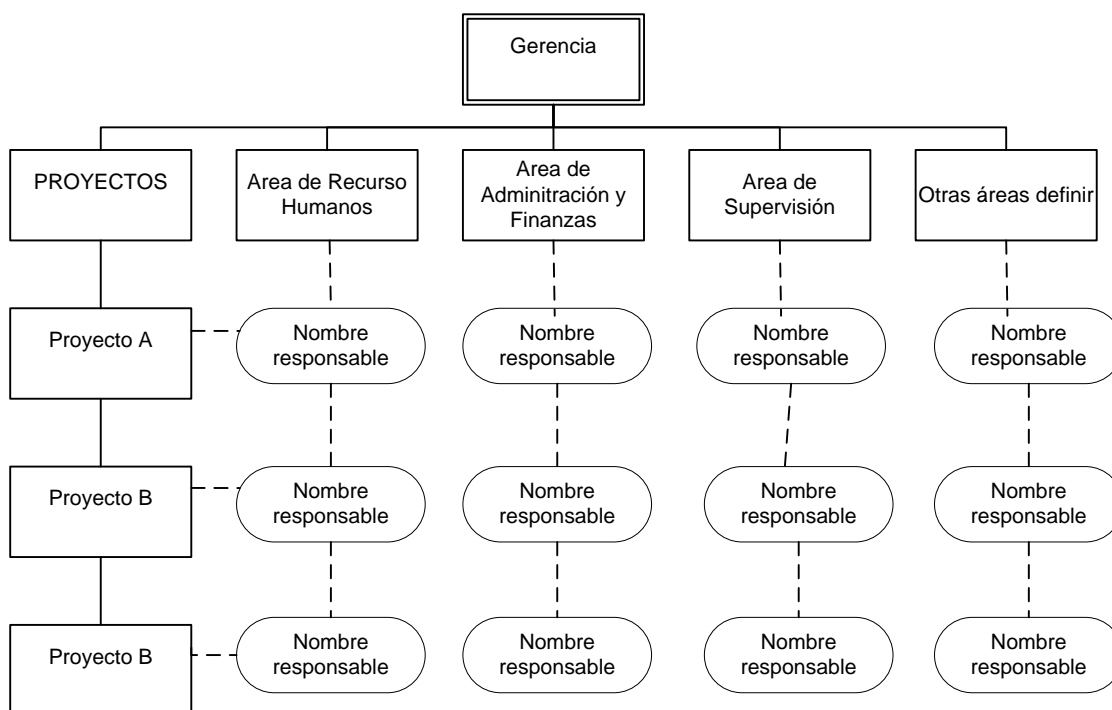 Gerencia
PROYECTOS
Area de Recurso
Humanos
Area de
Adminitración y
Finanzas
Area de
Supervisión
Otras áreas definir
Proyecto A
Nombre
responsable
Nombre
responsable
Nombre
responsable
Nombre
responsable
Proyecto B
Nombre
responsable
Nombre
responsable
Nombre
responsable
Nombre
responsable
Proyecto B
Nombre
responsable
Nombre
responsable
Nombre
responsable
Nombre
responsable